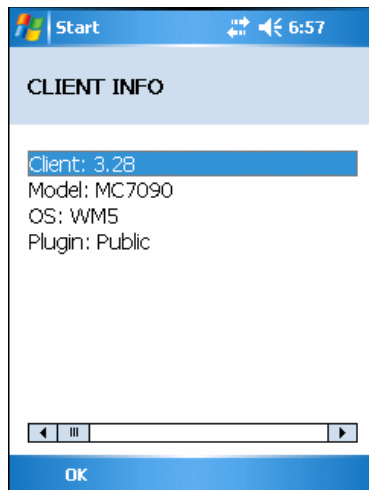 Start 6:57
CLIENT INFO
Client: 3.28
Model: MC7090
OS: WM5
Plugin: Public
OK